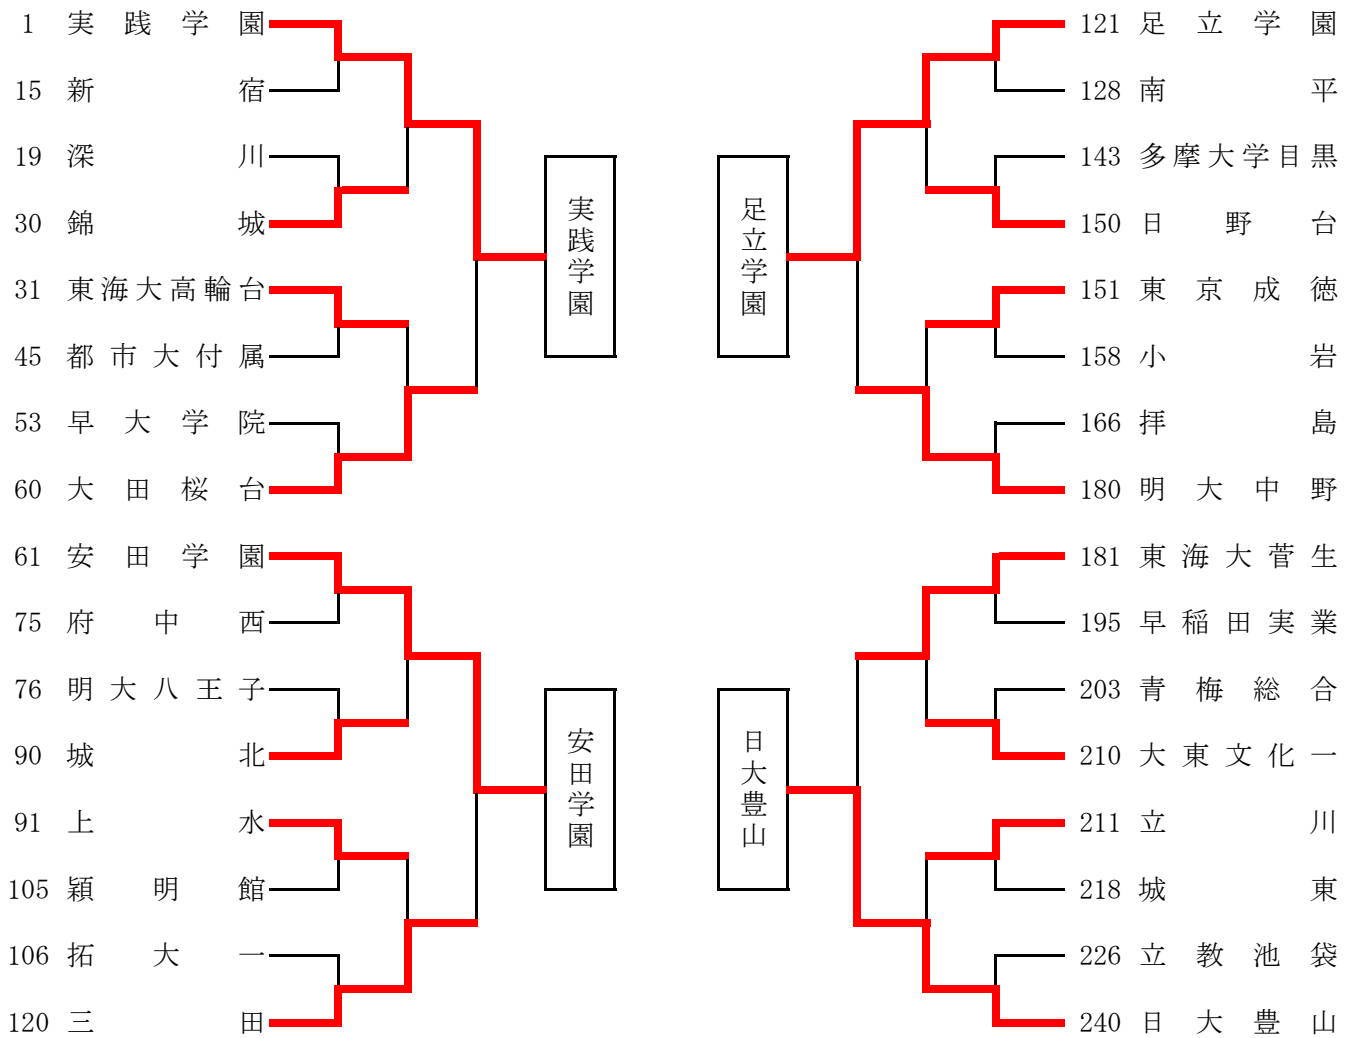 1 実践学園
15 新宿
19 深川
30 錦城
31 東海大高輪台
45 都市大付属
53 早大学院
60 大田桜台
61 安田学園
75 府中西
76 明大八王子
90 城北
91 上水
105 穎明館
106 拓大一
120 三田
実践学園
安田学園
足立学園
日大豊山
121 足立学園
128 南平
143 多摩大学目黒
150 日野台
151 東京成徳
158 小岩
166 拝島
180 明大中野
181 東海大菅生
195 早稲田実業
203 青梅総合
210 大東文化一
211 立川
218 城東
226 立教池袋
240 日大豊山